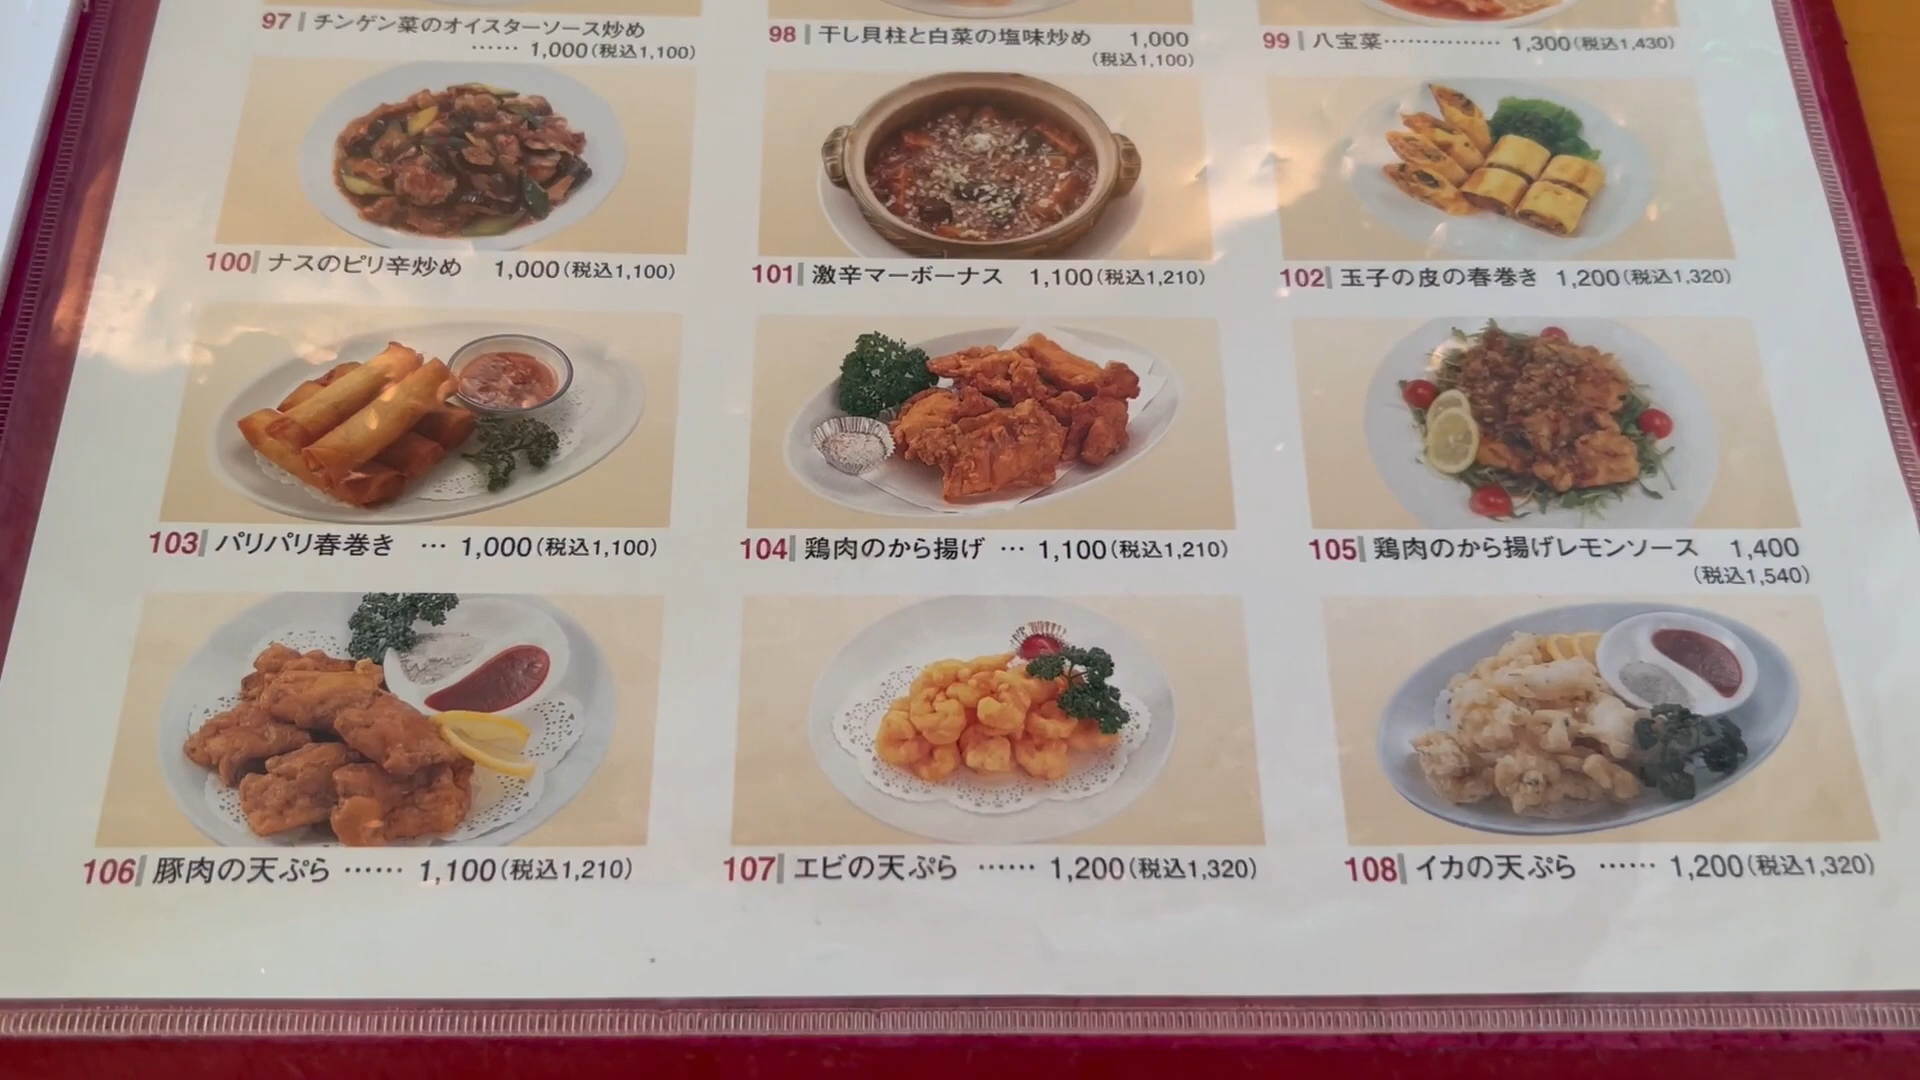 97 チンゲン菜のオイスターソース炒め
…… 1,000(税込1,100)
98 干し貝柱と白菜の塩味炒め 1,000
(税込1,100)
99 八宝菜…………… 1,300(税込1,430)
100 ナスのピリ辛炒め 1,000(税込1,100)
101 激辛マーボーナス 1,100(税込1,210)
102 玉子の皮の春巻き 1,200(税込1,320)
103 パリパリ春巻き … 1,000(税込1,100)
104 鶏肉のから揚げ … 1,100(税込1,210)
105 鶏肉のから揚げレモンソース 1,400
(税込1,540)
106 豚肉の天ぷら …… 1,100(税込1,210)
107 エビの天ぷら …… 1,200(税込1,320)
108 イカの天ぷら …… 1,200(税込1,320)